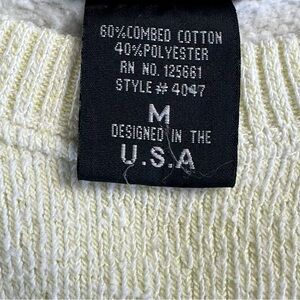 60%COMBED COTTON
40%POLYESTER
RN NO. 125661
STYLE # 4047
M
DESIGNED IN THE
U.S.A